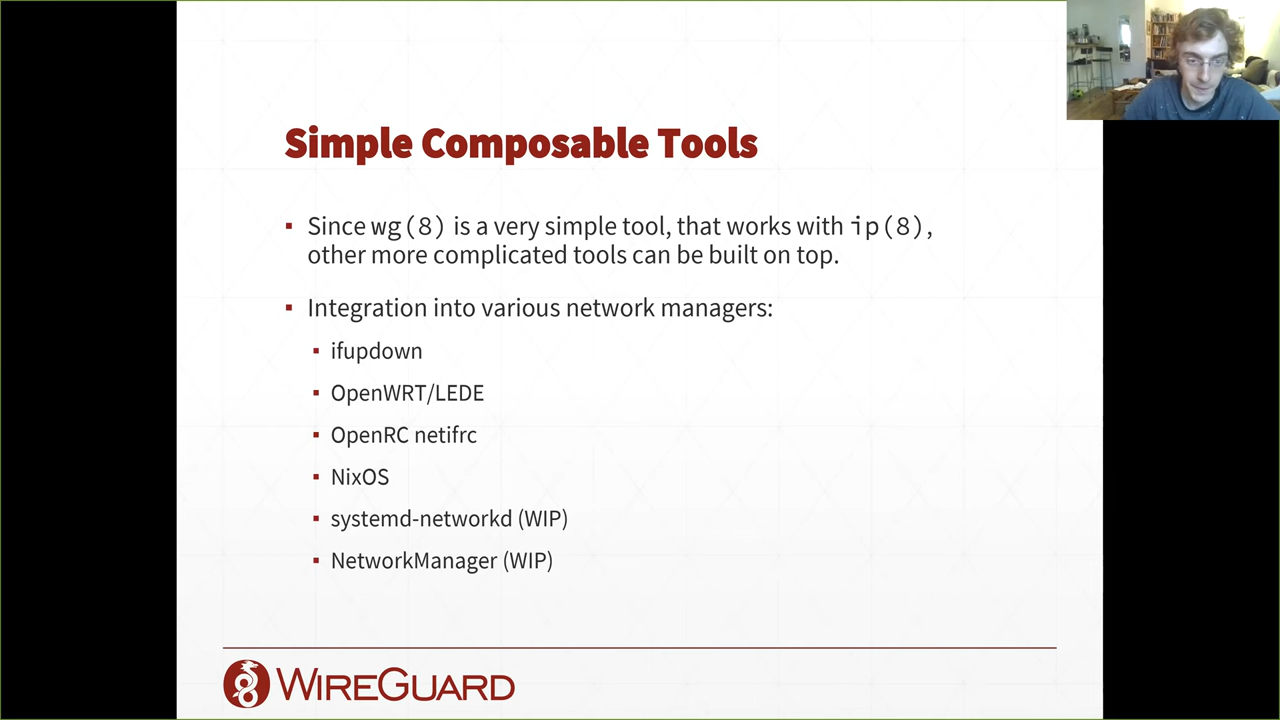 Simple Composable Tools
Since wg(8) is a very simple tool, that works with ip(8),
other more complicated tools can be built on top.
Integration into various network managers:
ifupdown
OpenWRT/LEDE
OpenRC netifrc
NixOS
systemd-networkd (WIP)
NetworkManager (WIP)
WIREGUARD